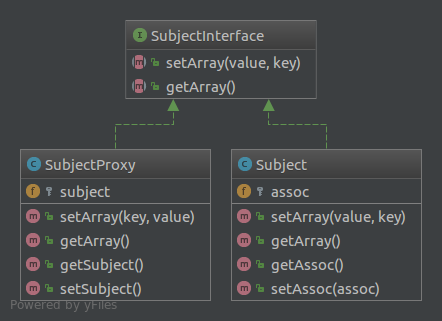 SubjectInterface
setArray(value, key)
getArray()
SubjectProxy
subject
setArray(key, value)
getArray()
getSubject()
setSubject()
Subject
assoc
setArray(value, key)
getArray()
getAssoc()
setAssoc(assoc)
Powered by yFiles